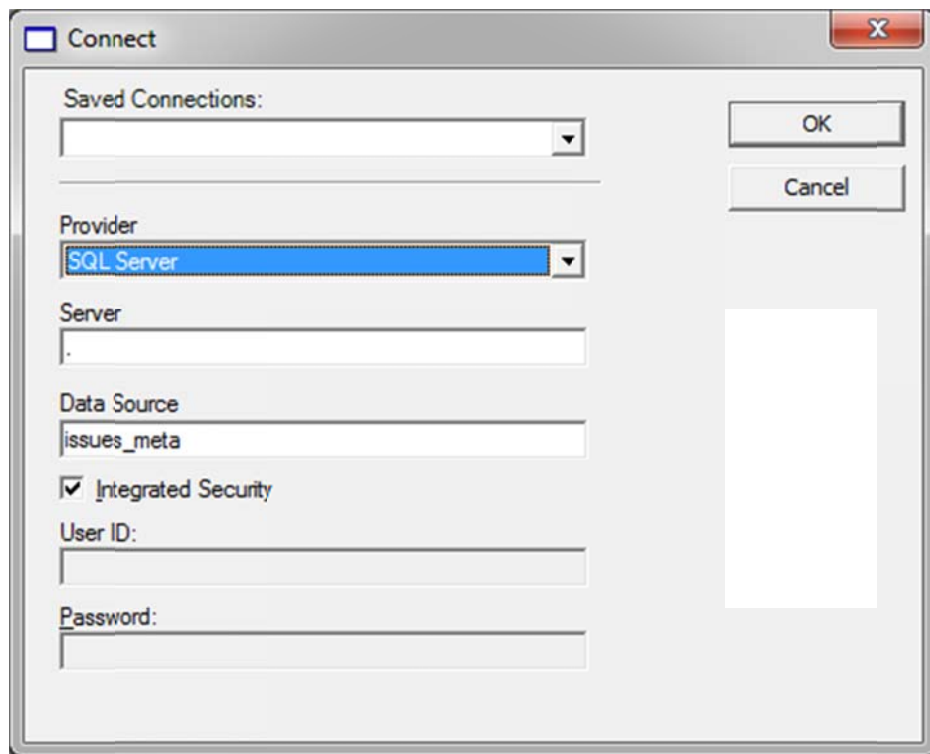 Connect
Saved Connections:
OK
Cancel
Provider
SQL Server
Server
.
Data Source
issues_meta
Integrated Security
User ID:
Password: